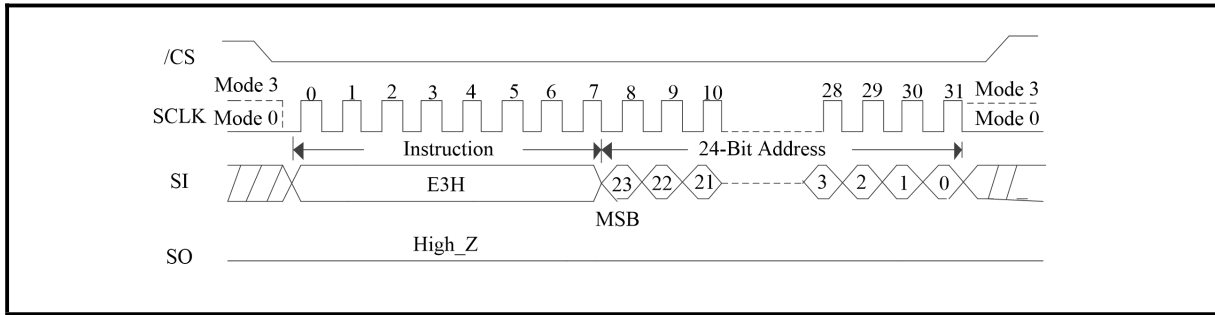 /CS
Mode 3 0 1 2 3 4 5 6 7 8 9 10 28 29 30 31 Mode 3
SCLK Mode 0 Mode 0
Instruction 24-Bit Address
SI E3H 23 22 21 3 2 1 0
MSB
High_Z
SO